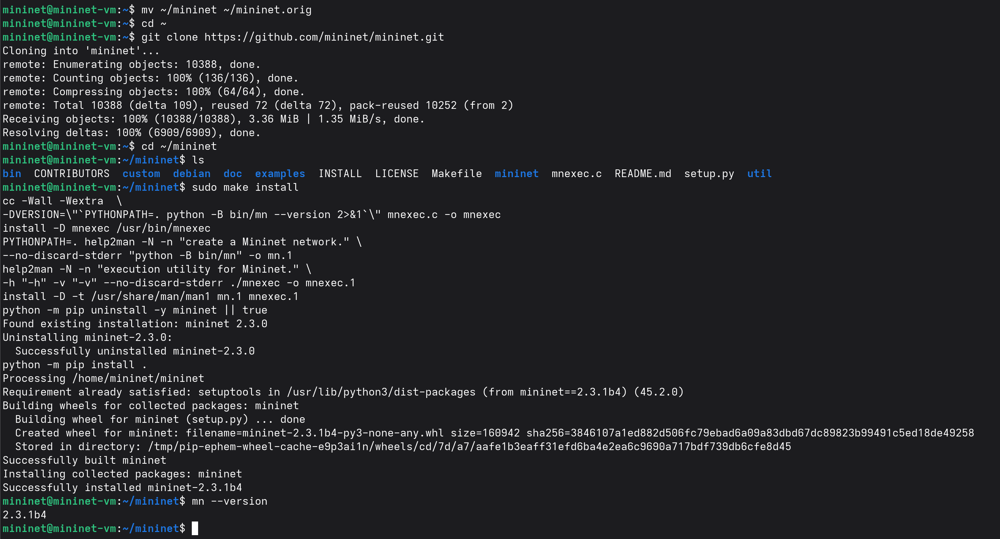 mininet@mininet-vm:~$ mv ~/mininet ~/mininet.orig
mininet@mininet-vm:~$ cd ~
mininet@mininet-vm:~$ git clone https://github.com/mininet/mininet.git
Cloning into 'mininet'...
remote: Enumerating objects: 10388, done.
remote: Counting objects: 100% (136/136), done.
remote: Compressing objects: 100% (64/64), done.
remote: Total 10388 (delta 109), reused 72 (delta 72), pack-reused 10252 (from 2)
Receiving objects: 100% (10388/10388), 3.36 MiB | 1.35 MiB/s, done.
Resolving deltas: 100% (6909/6909), done.
mininet@mininet-vm:~$ cd ~/mininet
mininet@mininet-vm:~/mininet$ ls
bin  CONTRIBUTORS  custom  debian  doc  examples  INSTALL  LICENSE  Makefile  mininet  mnexec.c  README.md  setup.py  util
mininet@mininet-vm:~/mininet$ sudo make install
cc -Wall -Wextra  \
-DVERSION=\"`PYTHONPATH=. python -B bin/mn --version 2>&1`\" mnexec.c -o mnexec
install -D mnexec /usr/bin/mnexec
PYTHONPATH=. help2man -N -n "create a Mininet network." \
--no-discard-stderr "python -B bin/mn" -o mn.1
help2man -N -n "execution utility for Mininet." \
-h "-h" -v "-v" --no-discard-stderr ./mnexec -o mnexec.1
install -D -t /usr/share/man/man1 mn.1 mnexec.1
python -m pip uninstall -y mininet || true
Found existing installation: mininet 2.3.0
Uninstalling mininet-2.3.0:
  Successfully uninstalled mininet-2.3.0
python -m pip install .
Processing /home/mininet/mininet
Requirement already satisfied: setuptools in /usr/lib/python3/dist-packages (from mininet==2.3.1b4) (45.2.0)
Building wheels for collected packages: mininet
  Building wheel for mininet (setup.py) ... done
  Created wheel for mininet: filename=mininet-2.3.1b4-py3-none-any.whl size=160942 sha256=3846107a1ed882d506fc79ebad6a09a83dbd67dc89823b99491c5ed18de49258
  Stored in directory: /tmp/pip-ephem-wheel-cache-e9p3ai1n/wheels/cd/7d/a7/aafe1b3eaff31efd6ba4e2ea6c9690a717bdf739db6cfe8d45
Successfully built mininet
Installing collected packages: mininet
Successfully installed mininet-2.3.1b4
mininet@mininet-vm:~/mininet$ mn --version
2.3.1b4
mininet@mininet-vm:~/mininet$